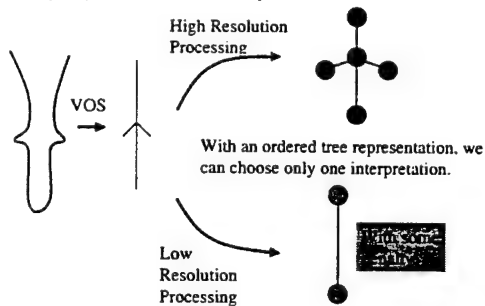 High Resolution
Processing
VOS
With an ordered tree representation, we
can choose only one interpretation.
Low
Resolution
Processing